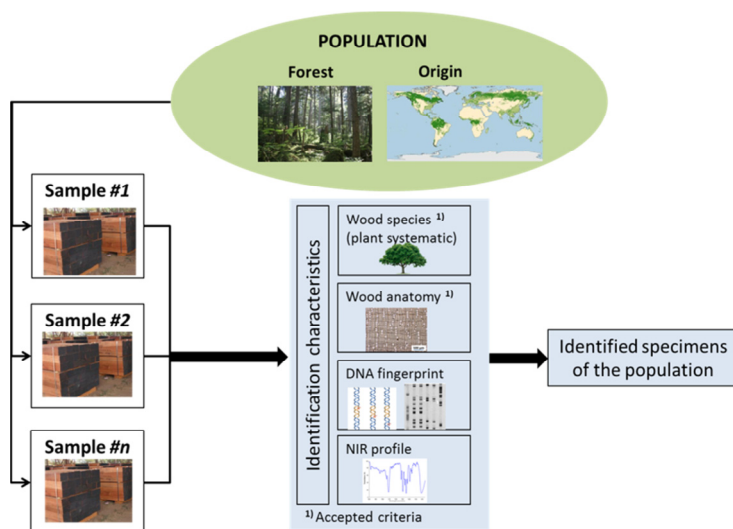 POPULATION
Forest
Origin
Sample #1
Sample #2
Sample #n
Identification characteristics
Wood species 1)
(plant systematic)
Wood anatomy 1)
DNA fingerprint
NIR profile
1) Accepted criteria
Identified specimens
of the population